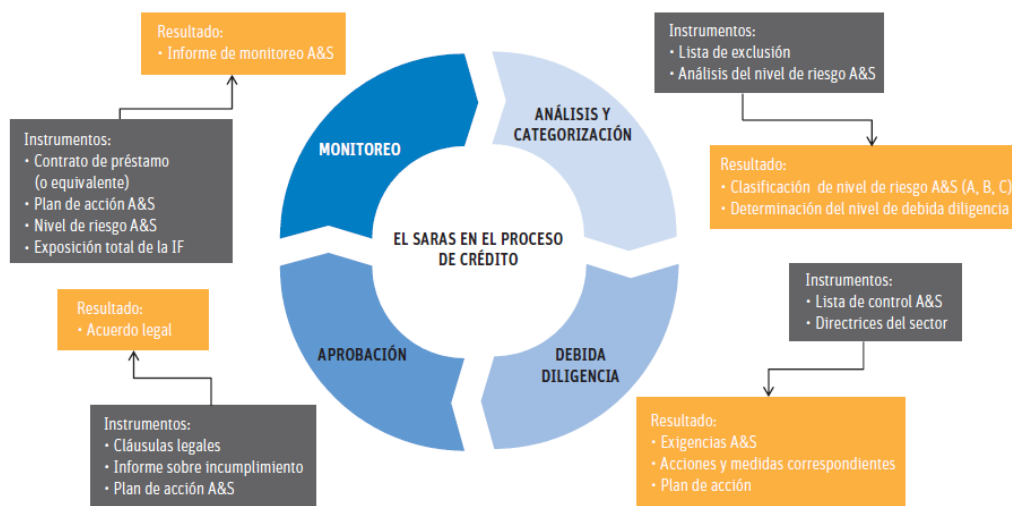 Resultado:
• Informe de monitoreo A&S
Instrumentos:
• Contrato de préstamo
(o equivalente)
• Plan de acción A&S
• Nivel de riesgo A&S
• Exposición total de la IF
Resultado:
• Acuerdo legal
Instrumentos:
• Cláusulas legales
• Informe sobre incumplimiento
• Plan de acción A&S
MONITOREO
ANÁLISIS Y
CATEGORIZACIÓN
EL SARAS EN EL PROCESO
DE CRÉDITO
APROBACIÓN
DEBIDA
DILIGENCIA
Instrumentos:
• Lista de exclusión
• Análisis del nivel de riesgo A&S
Resultado:
• Clasificación de nivel de riesgo A&S (A, B, C)
• Determinación del nivel de debida diligencia
Instrumentos:
• Lista de control A&S
• Directrices del sector
Resultado:
• Exigencias A&S
• Acciones y medidas correspondientes
• Plan de acción